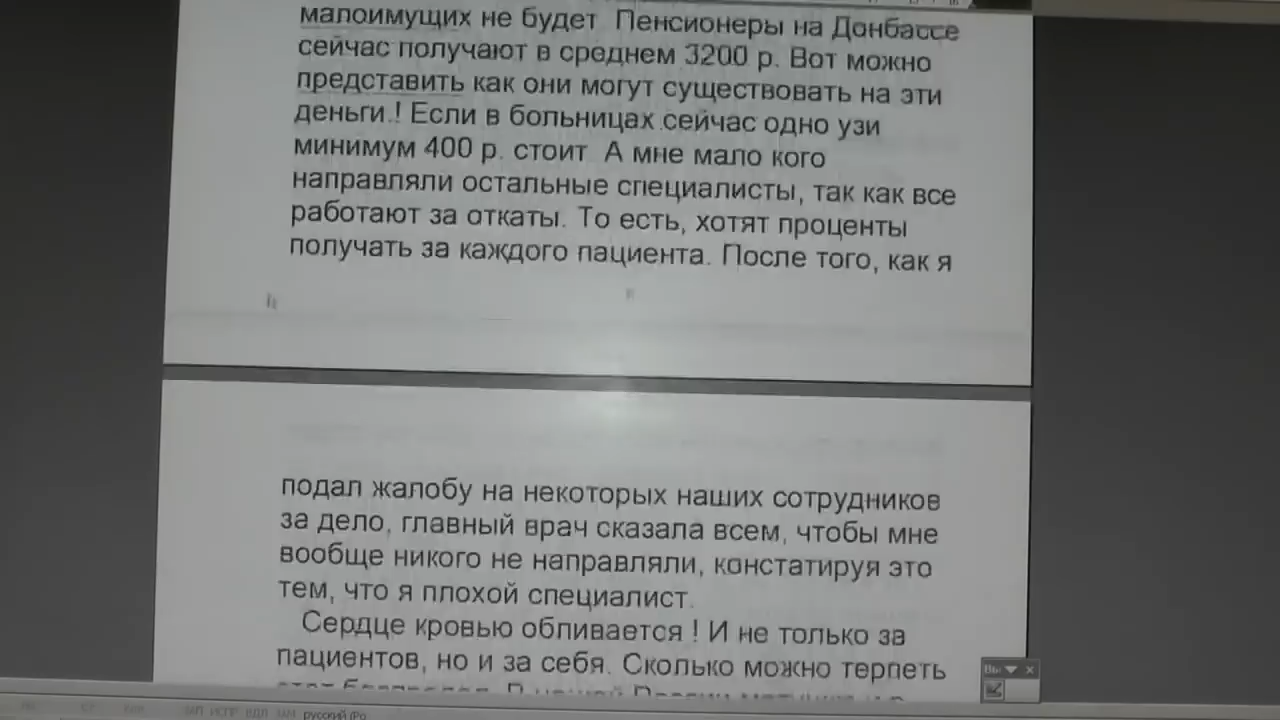 малоимущих не будет. Пенсионеры на Донбассе
сейчас получают в среднем 3200 р. Вот можно
представить как они могут существовать на эти
деньги.! Если в больницах сейчас одно узи
минимум 400 р. стоит. А мне мало кого
направляли остальные специалисты, так как все
работают за откаты. То есть, хотят проценты
получать за каждого пациента. После того, как я
подал жалобу на некоторых наших сотрудников
за дело, главный врач сказала всем, чтобы мне
вообще никого не направляли, констатируя это
тем, что я плохой специалист.
Сердце кровью обливается ! И не только за
пациентов, но и за себя. Сколько можно терпеть
русский (Ро